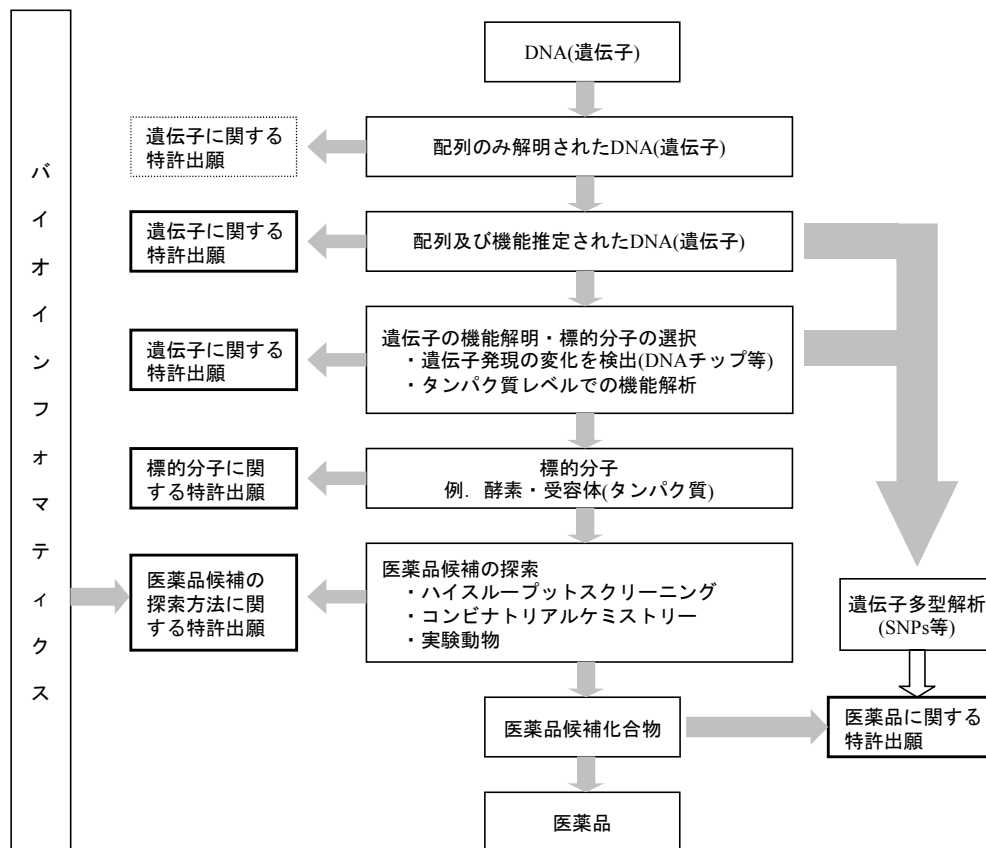 バイオインフォマティクス
DNA(遺伝子)
遺伝子に関する
特許出願
配列のみ解明されたDNA(遺伝子)
遺伝子に関する
特許出願
配列及び機能推定されたDNA(遺伝子)
遺伝子に関する
特許出願
遺伝子の機能解明・標的分子の選択
・遺伝子発現の変化を検出(DNAチップ等)
・タンパク質レベルでの機能解析
標的分子に関
する特許出願
標的分子
例．酵素・受容体(タンパク質)
医薬品候補の
探索方法に関
する特許出願
医薬品候補の探索
・ハイスループットスクリーニング
・コンビナトリアルケミストリー
・実験動物
遺伝子多型解析
(SNPs等)
医薬品候補化合物
医薬品に関する
特許出願
医薬品